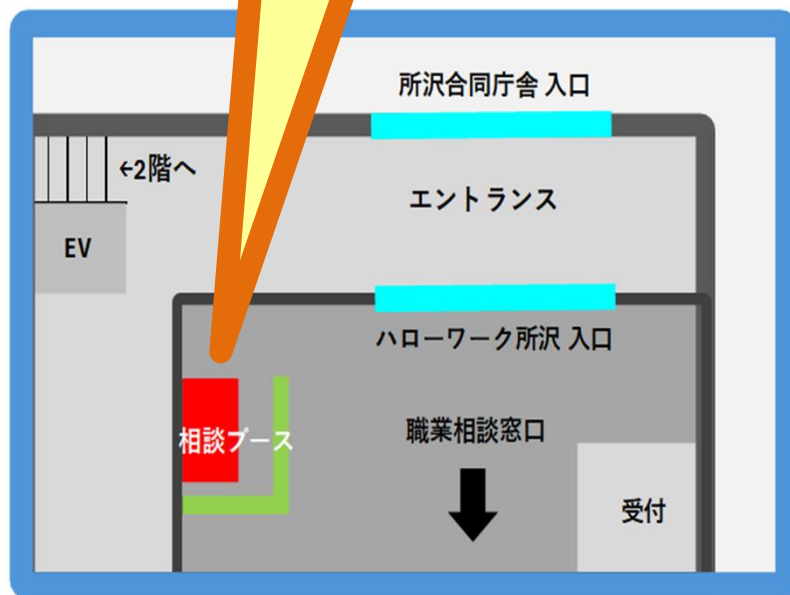 所沢合同庁舎 入口
←2階へ
エントランス
EV
ハローワーク所沢 入口
相談ブース
職業相談窓口
受付